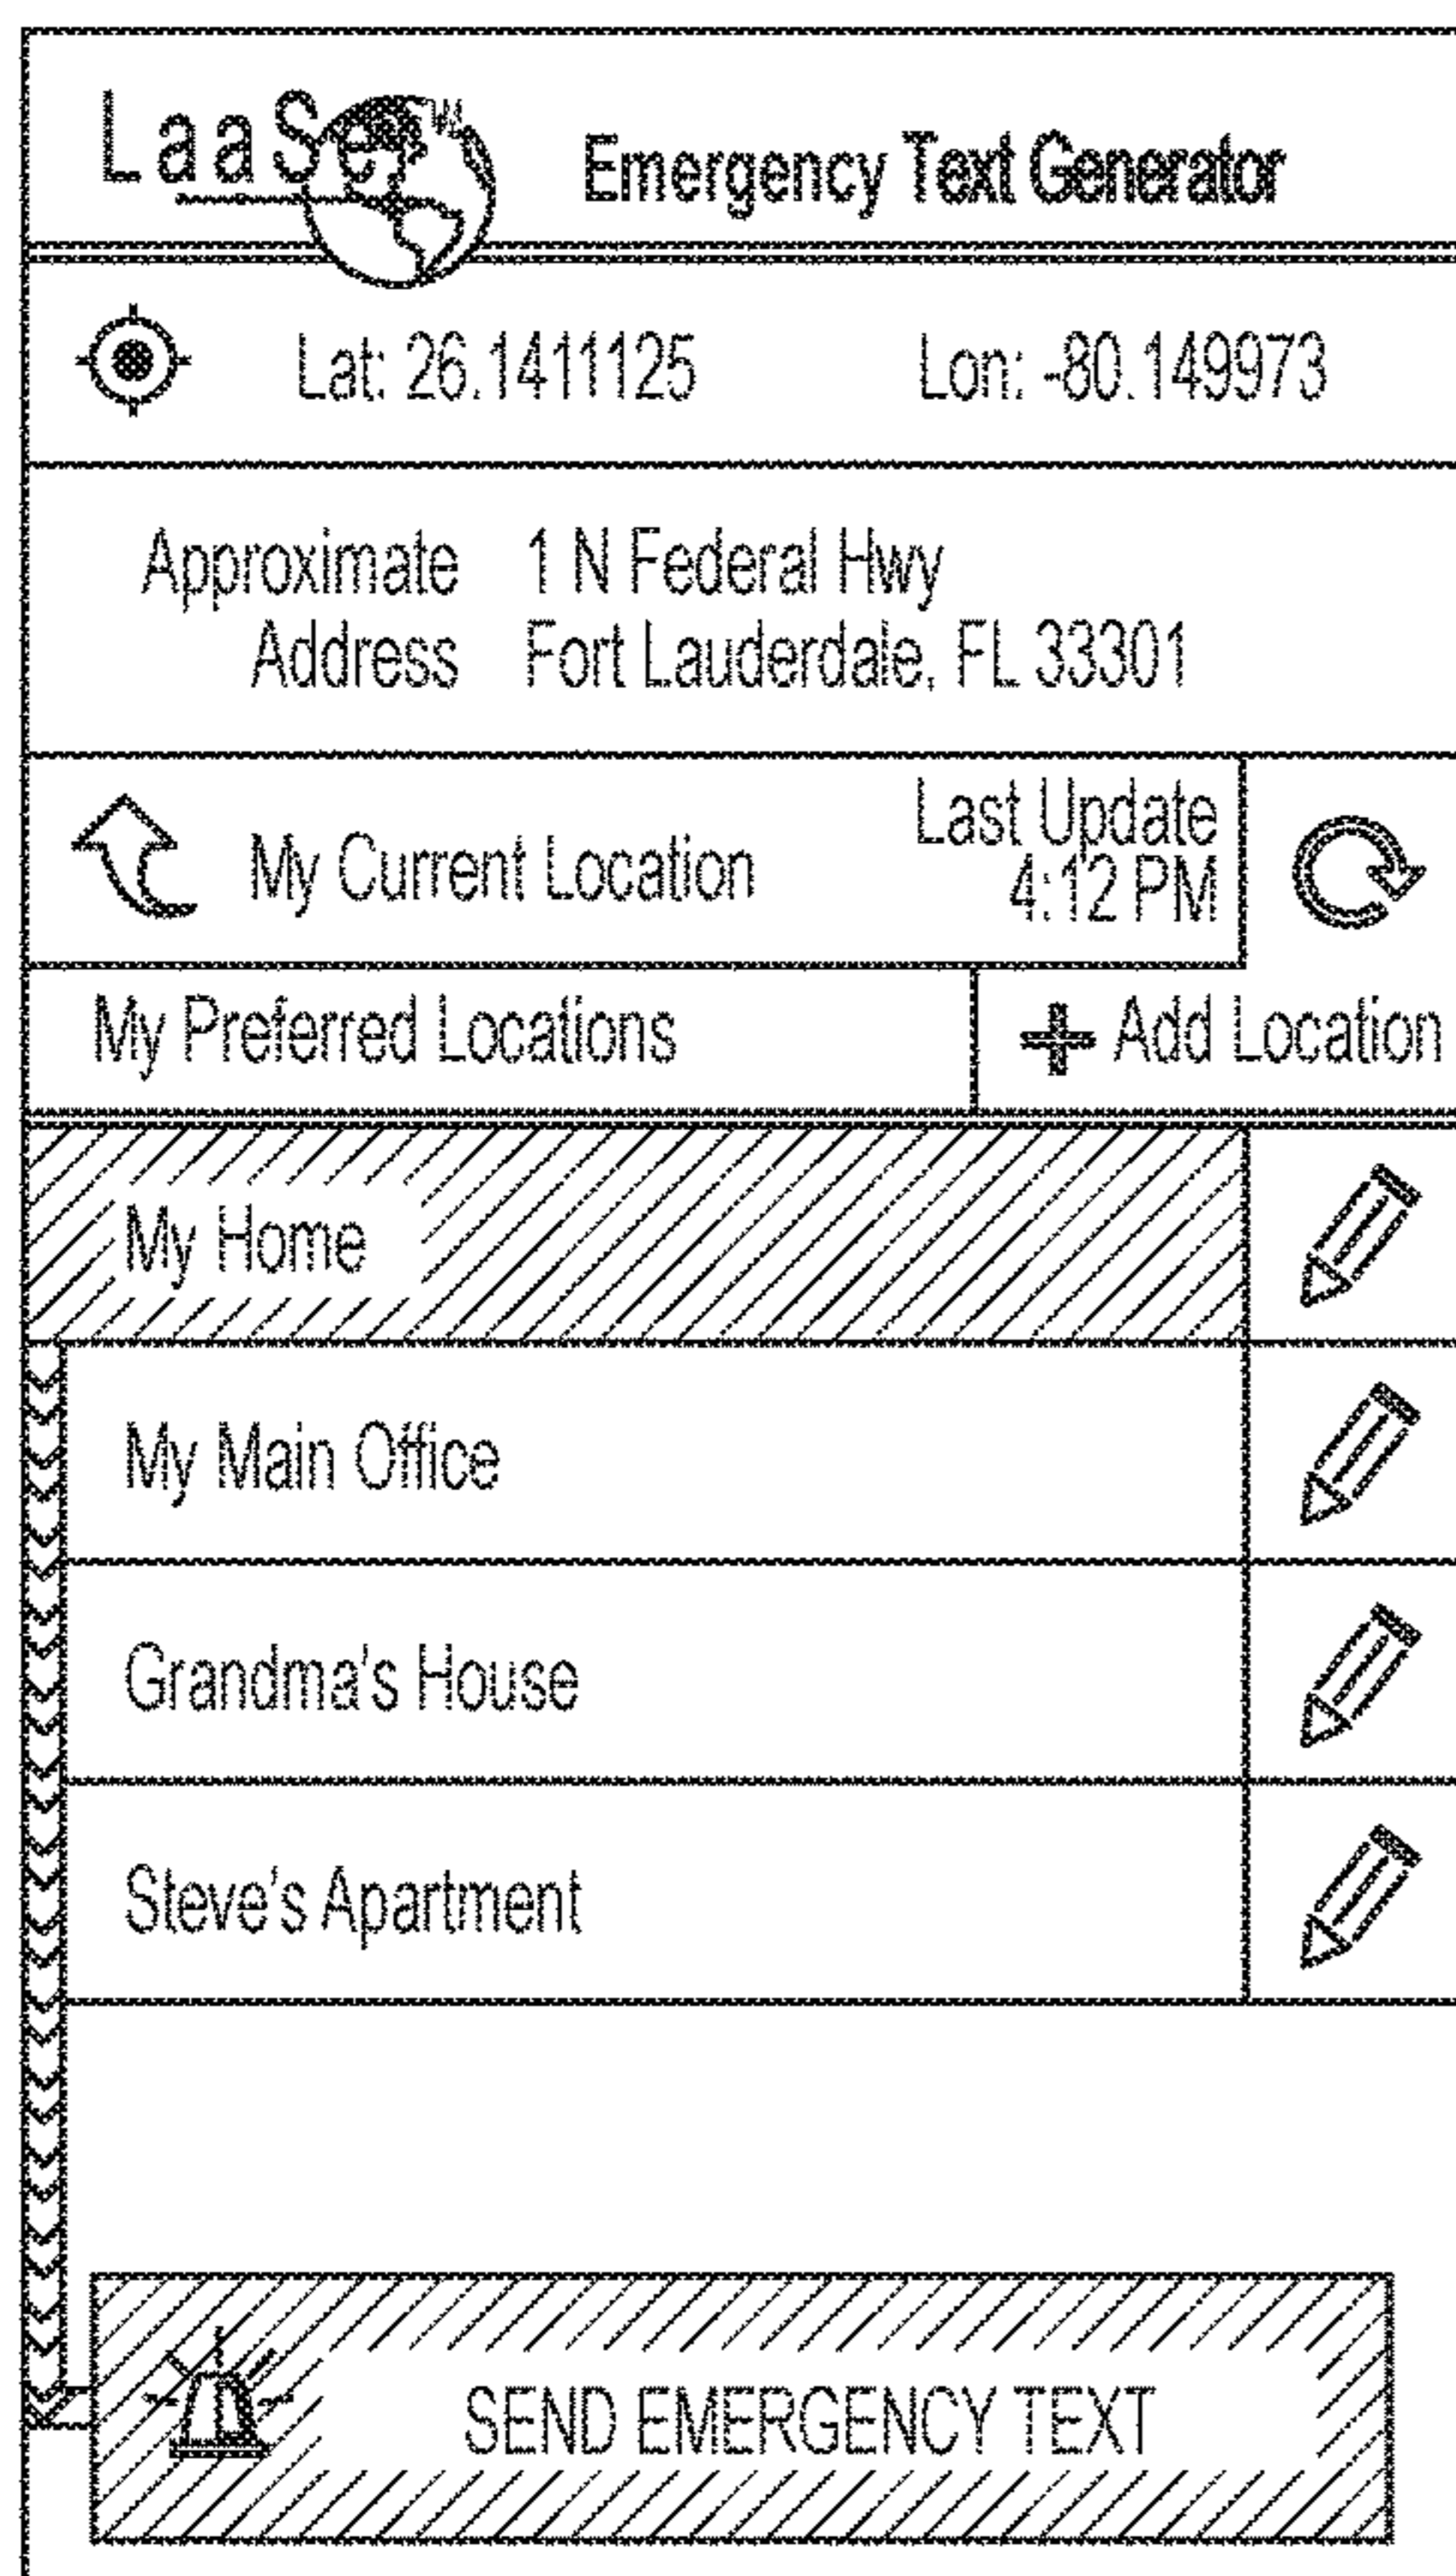 LaaSer™ Emergency Text Generator
Lat: 26.1411125 Lon: -80.149973
Approximate 1 N Federal Hwy
Address Fort Lauderdale, FL 33301
My Current Location Last Update
4:12 PM
My Preferred Locations + Add Location
My Home
My Main Office
Grandma's House
Steve's Apartment
SEND EMERGENCY TEXT